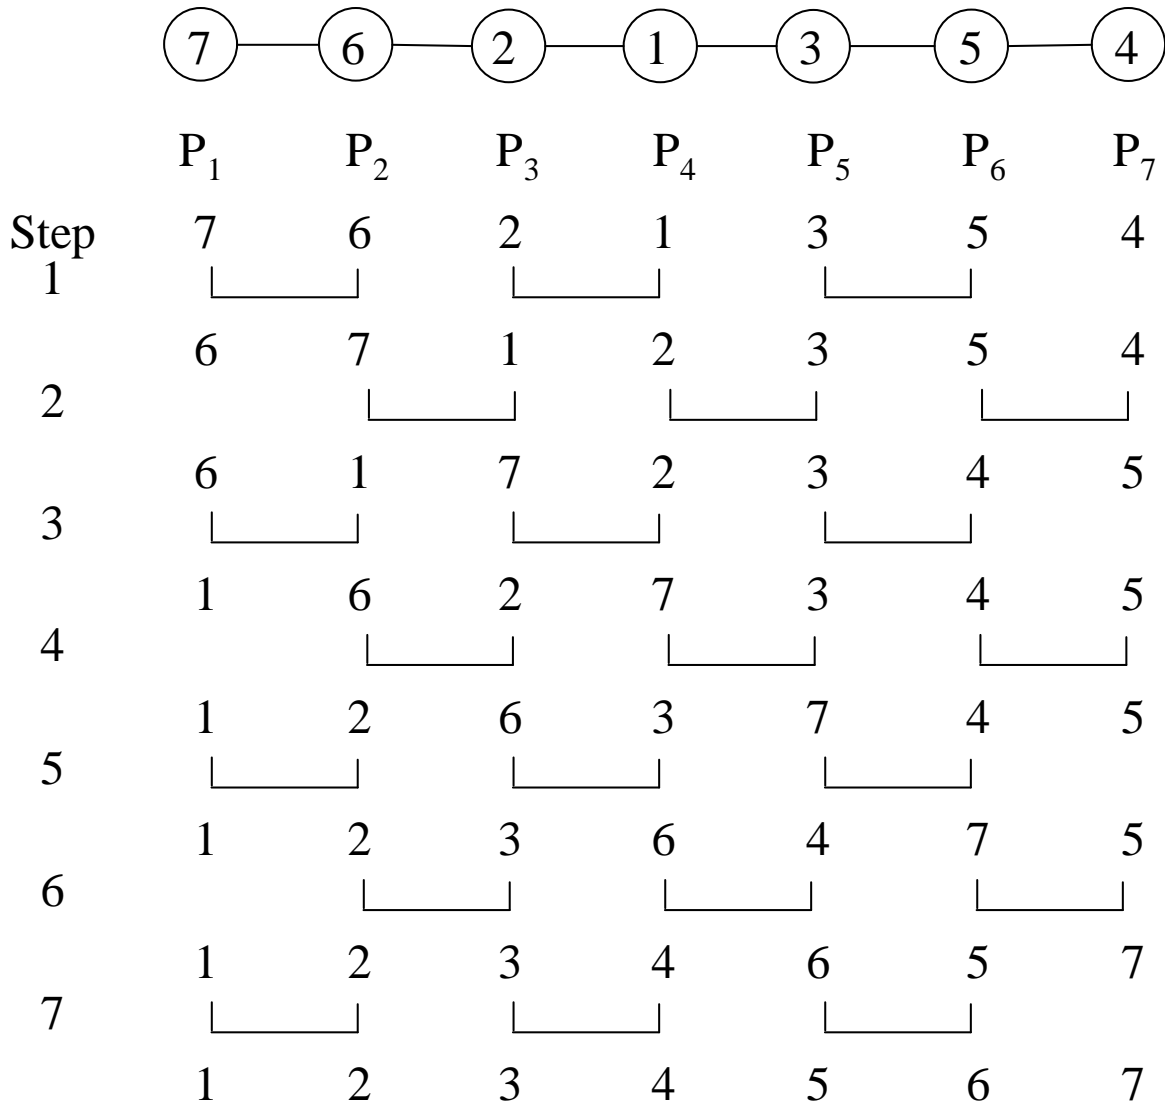 7 6 2 1 3 5 4
P1 P2 P3 P4 P5 P6 P7
Step 7 6 2 1 3 5 4
1
6 7 1 2 3 5 4
2
6 1 7 2 3 4 5
3
1 6 2 7 3 4 5
4
1 2 6 3 7 4 5
5
1 2 3 6 4 7 5
6
1 2 3 4 6 5 7
7
1 2 3 4 5 6 7